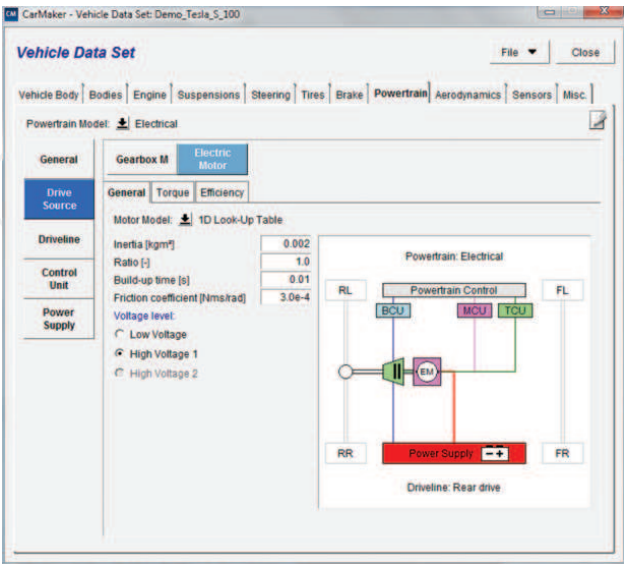 CM CarMaker - Vehicle Data Set: Demo_Tesla_S_100
Vehicle Data Set
File Close
Vehicle Body Bodies Engine Suspensions Steering Tires Brake Powertrain Aerodynamics Sensors Misc.
Powertrain Model: Electrical
General
Drive
Source
Driveline
Control
Unit
Power
Supply
Gearbox M Electric
Motor
General Torque Efficiency
Motor Model: 1D Look-Up Table
Inertia [kgm²] 0.002
Ratio [-] 1.0
Build-up time [s] 0.01
Friction coefficient [Nms/rad] 3.0e-4
Voltage level:
Low Voltage
High Voltage 1
High Voltage 2
Powertrain: Electrical
RL Powertrain Control FL
BCU MCU TCU
EM
RR Power Supply - + FR
Driveline: Rear drive